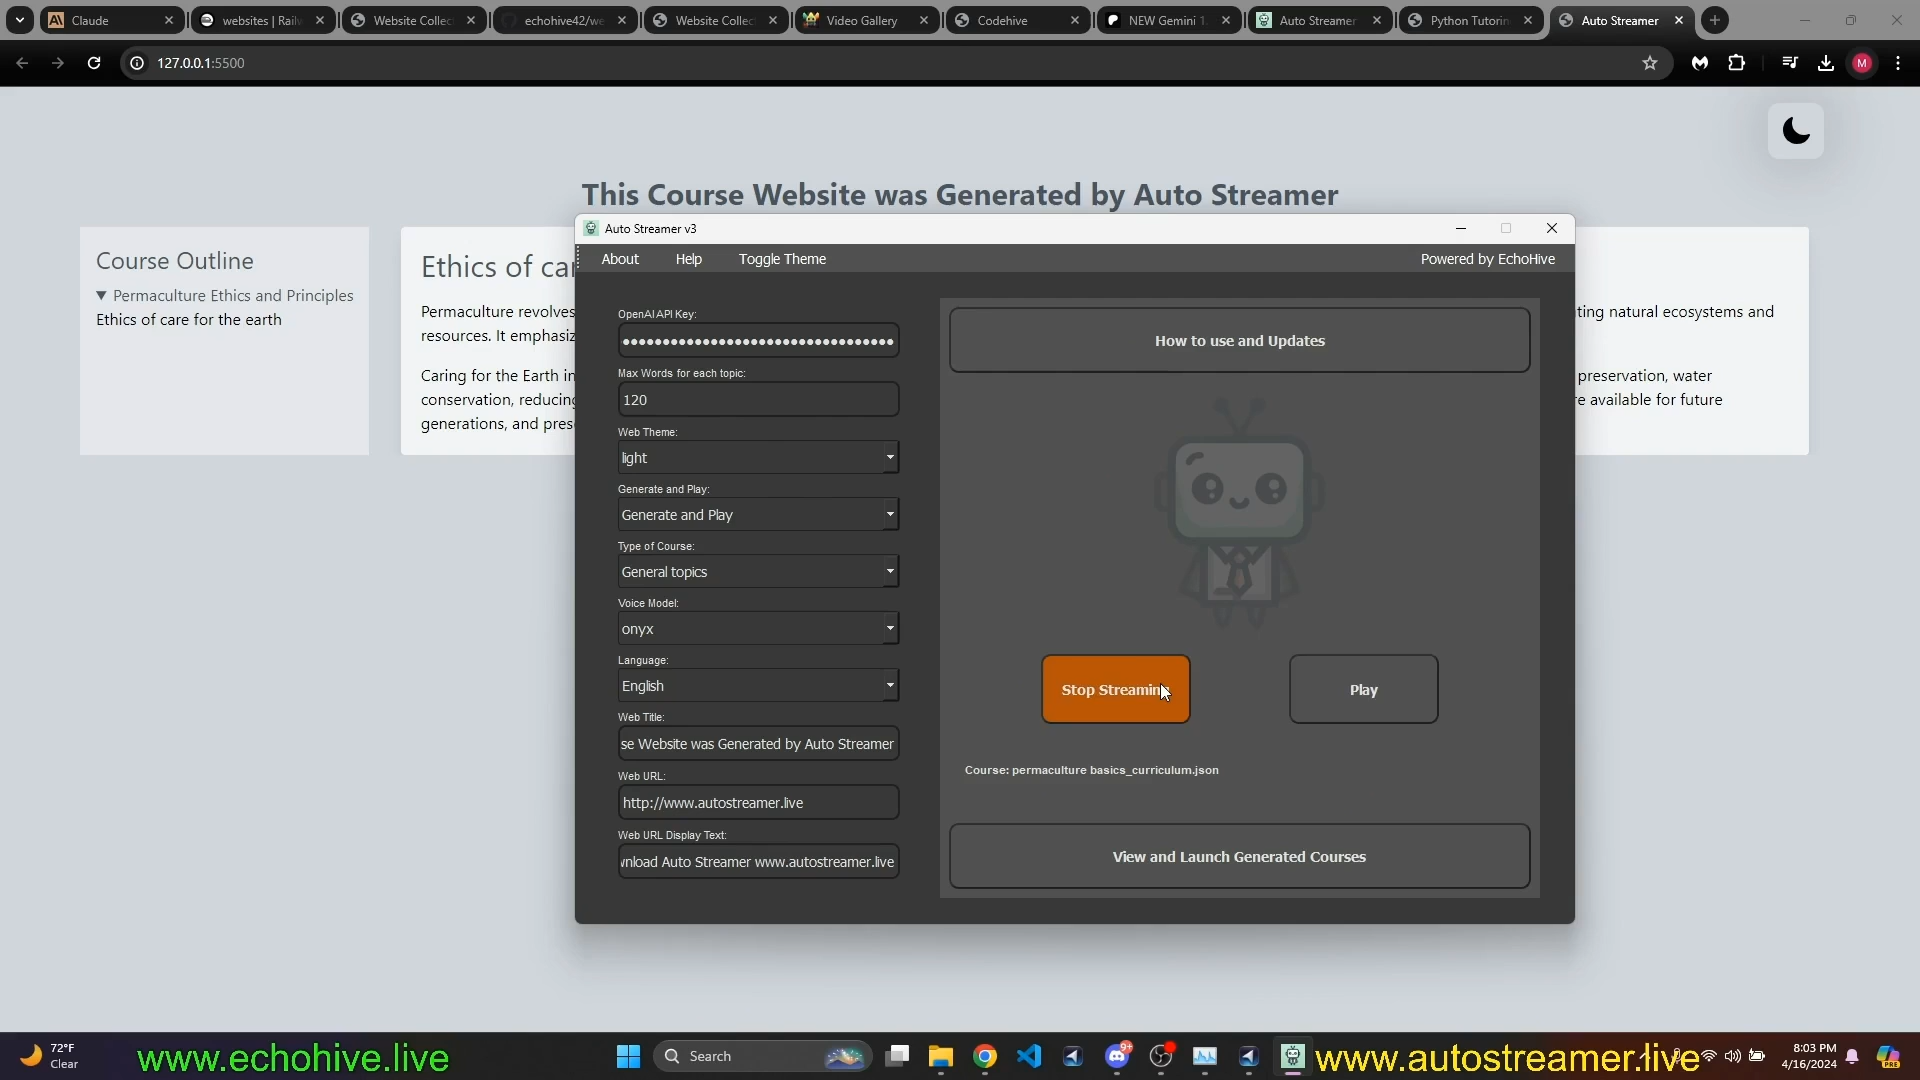 Claude
websites | Rail
Website Collec
echohive42/we
Website Collec
Video Gallery
Codehive
NEW Gemini 1.
Auto Streamer
Python Tutorin
Auto Streamer
127.0.0.1:5500
M
This Course Website was Generated by Auto Streamer
Course Outline
▼ Permaculture Ethics and Principles
Ethics of care for the earth
Ethics of ca
Permaculture revolves
resources. It emphasiz
Caring for the Earth in
conservation, reducing
generations, and pres
ting natural ecosystems and
preservation, water
re available for future
Auto Streamer v3
About
Help
Toggle Theme
Powered by EchoHive
OpenAI API Key:
Max Words for each topic:
120
Web Theme:
light
Generate and Play:
Generate and Play
Type of Course:
General topics
Voice Model:
onyx
Language:
English
Web Title:
se Website was Generated by Auto Streamer
Web URL:
http://www.autostreamer.live
Web URL Display Text:
wnload Auto Streamer www.autostreamer.live
How to use and Updates
Stop Streaming
Play
Course: permaculture basics_curriculum.json
View and Launch Generated Courses
72°F
Clear
www.echohive.live
Search
9+
www.autostreamer.live
8:03 PM
4/16/2024
PRE